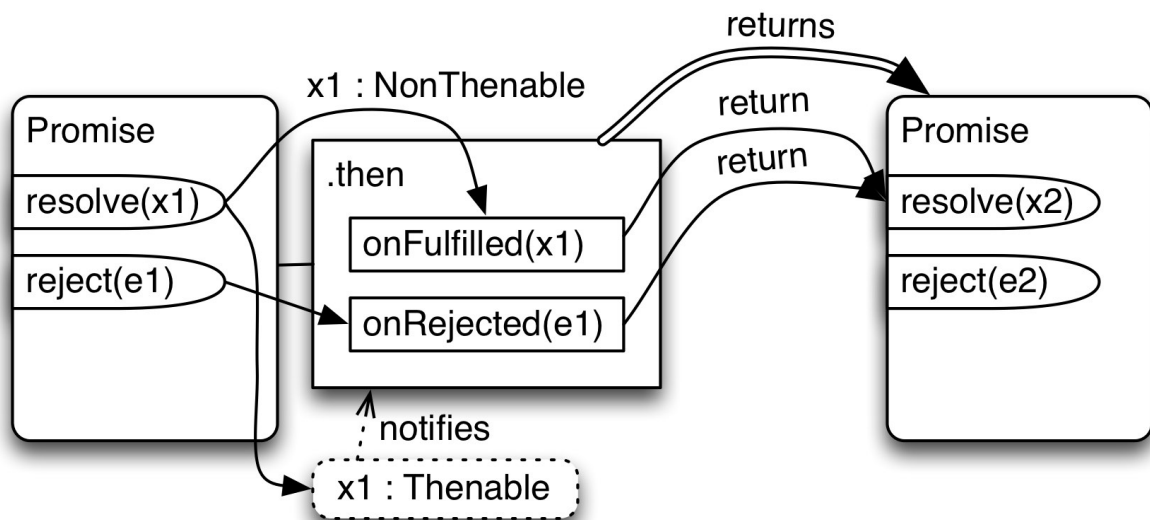 returns
x1 : NonThenable
return
Promise
Promise
return
.then
resolve(x1)
resolve(x2)
onFulfilled(x1)
reject(e1)
reject(e2)
onRejected(e1)
notifies
x1 : Thenable